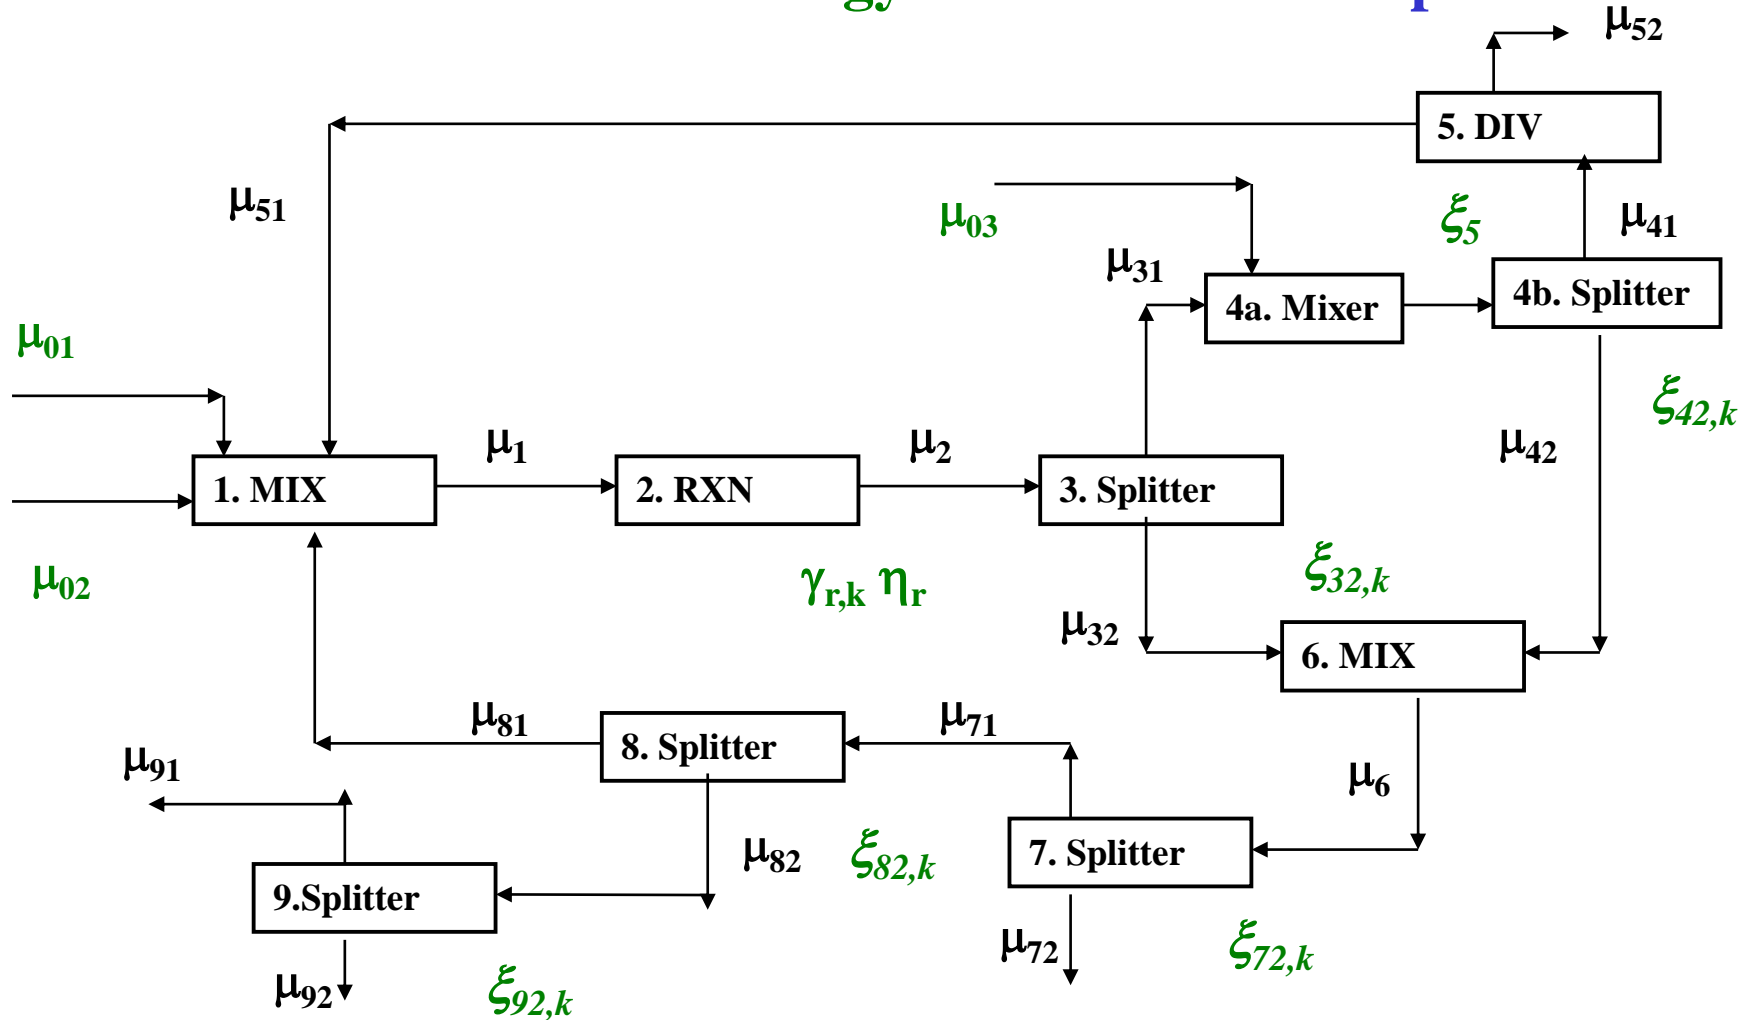 μ52
5. DIV
μ51
μ03
ξ5
μ41
μ31
4a. Mixer
4b. Splitter
μ01
ξ42,k
μ1
μ2
μ42
1. MIX
2. RXN
3. Splitter
μ02
γr,k ηr
ξ32,k
μ32
6. MIX
μ81
μ71
8. Splitter
μ91
μ6
μ82
ξ82,k
7. Splitter
9.Splitter
μ72
ξ72,k
μ92
ξ92,k